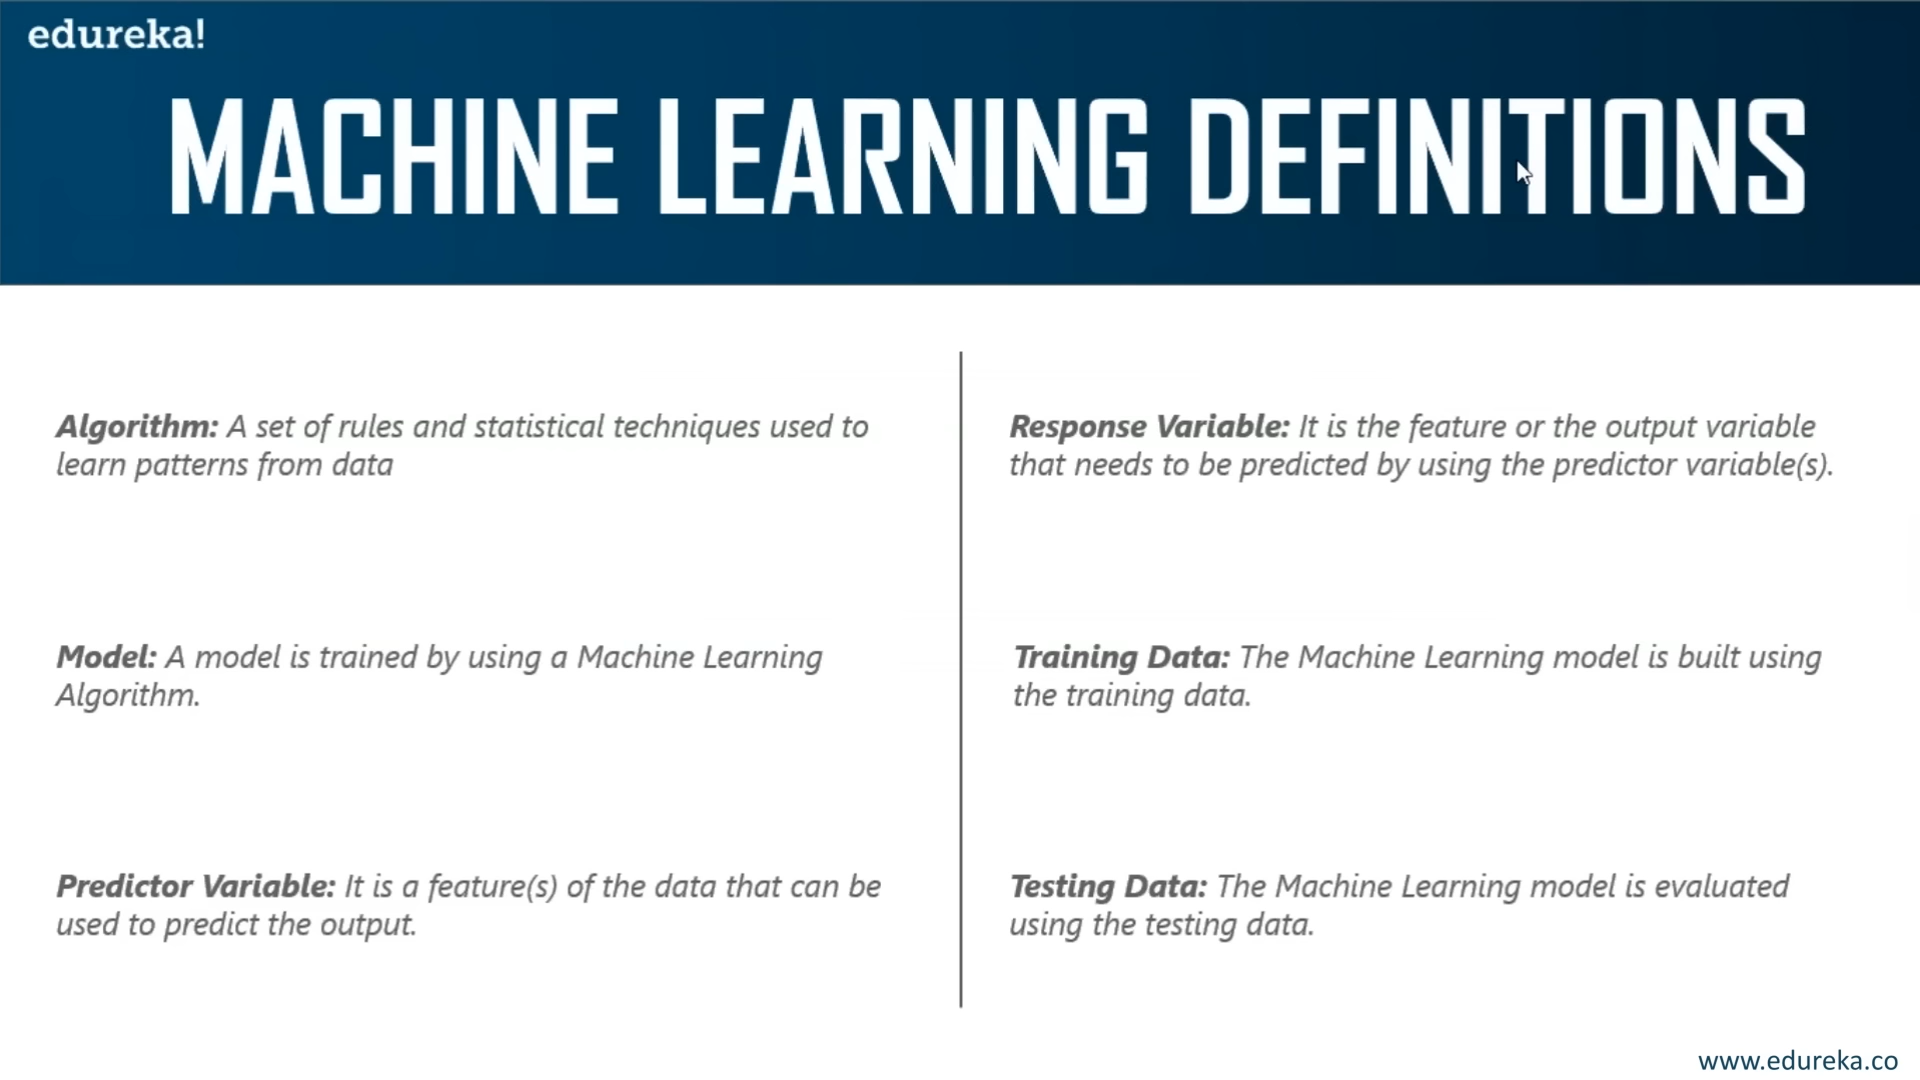 edureka!
MACHINE LEARNING DEFINITIONS
Algorithm: A set of rules and statistical techniques used to
learn patterns from data
Model: A model is trained by using a Machine Learning
Algorithm.
Predictor Variable: It is a feature(s) of the data that can be
used to predict the output.
Response Variable: It is the feature or the output variable
that needs to be predicted by using the predictor variable(s).
Training Data: The Machine Learning model is built using
the training data.
Testing Data: The Machine Learning model is evaluated
using the testing data.
www.edureka.co